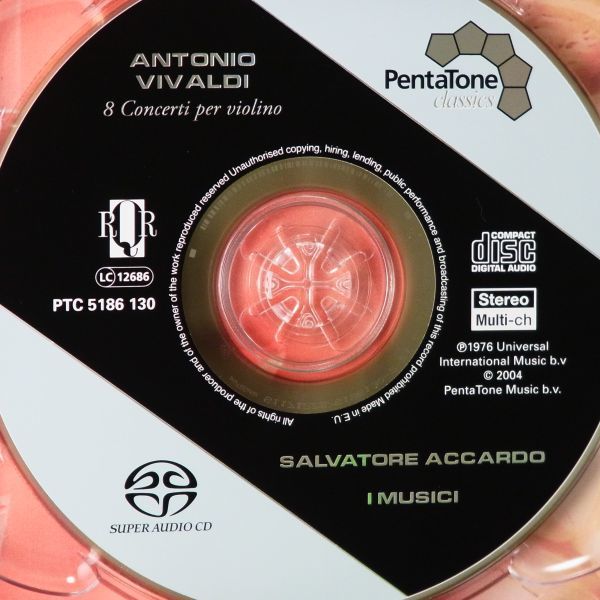 ANTONIO
VIVALDI
8 Concerti per violino
PentaTone
classics
RQR
LC 12686
PTC 5186 130
COMPACT
disc
DIGITAL AUDIO
Stereo
Multi-ch
℗1976 Universal
International Music b.v
© 2004
PentaTone Music b.v.
All rights of the producer and of the owner of the work reproduced reserved Unauthorised copying, hiring, lending, public performance and broadcasting of this record prohibited Made in E.U.
SALVATORE ACCARDO
I MUSICI
SUPER AUDIO CD